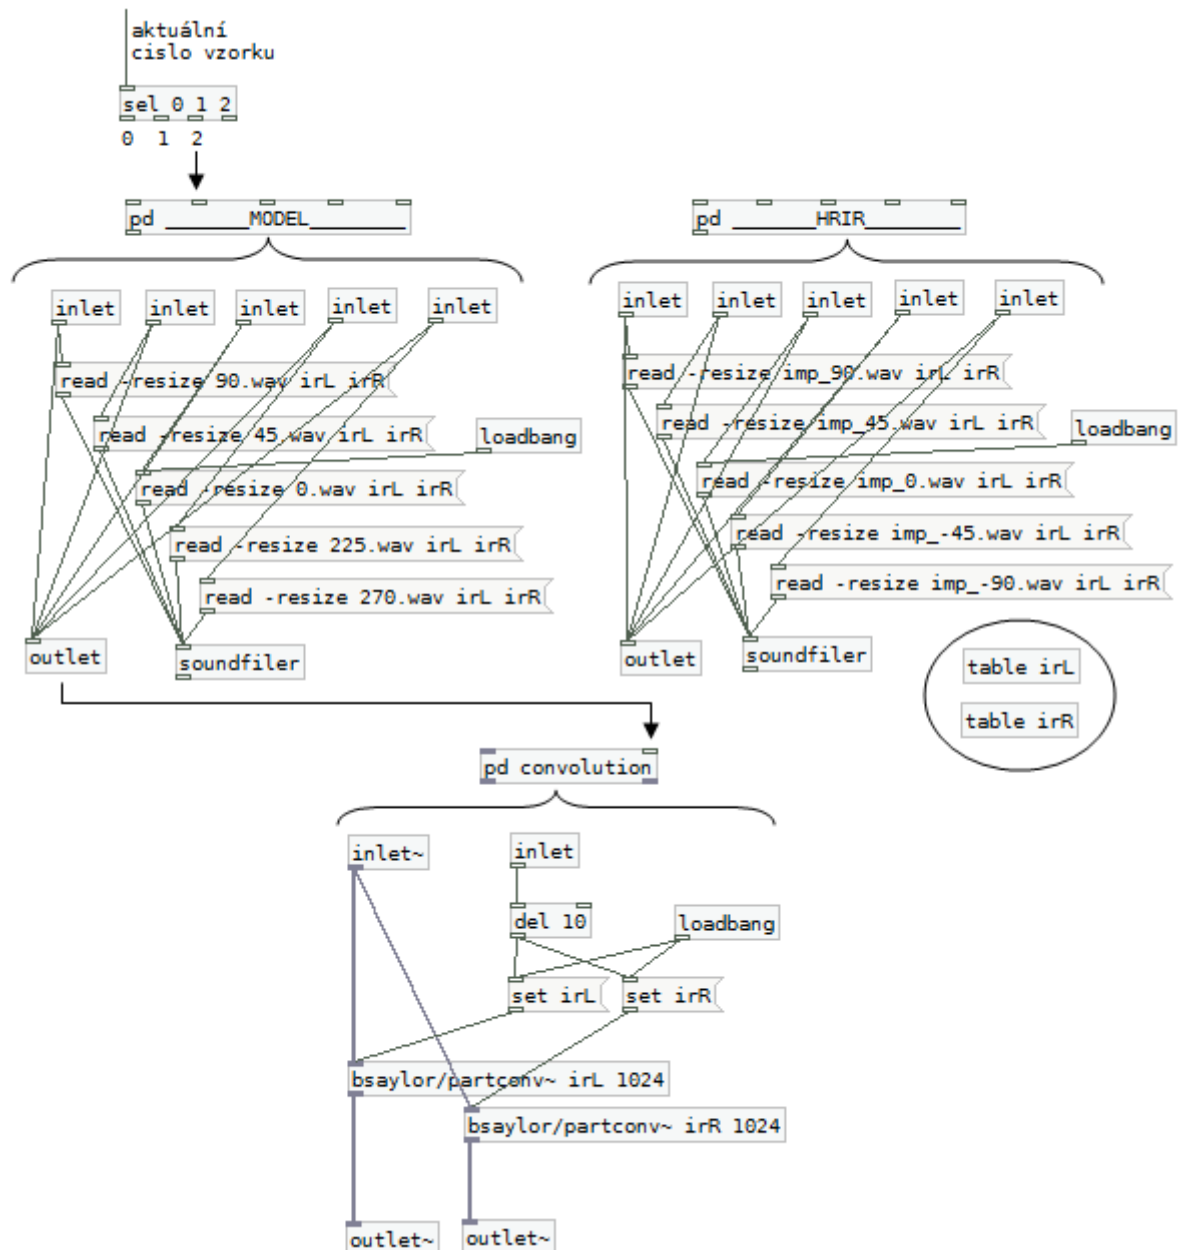 aktuální
cislo vzorku
sel 0 1 2
0 1 2
pd _______MODEL________
inlet inlet inlet inlet inlet
read -resize 90.wav irL irR
read -resize 45.wav irL irR
loadbang
read -resize 0.wav irL irR
read -resize 225.wav irL irR
read -resize 270.wav irL irR
outlet
soundfiler
pd _______HRIR________
inlet inlet inlet inlet inlet
read -resize imp_90.wav irL irR
read -resize imp_45.wav irL irR
loadbang
read -resize imp_0.wav irL irR
read -resize imp_-45.wav irL irR
read -resize imp_-90.wav irL irR
outlet
soundfiler
table irL
table irR
pd convolution
inlet~
inlet
del 10
loadbang
set irL
set irR
bsaylor/partconv~ irL 1024
bsaylor/partconv~ irR 1024
outlet~
outlet~